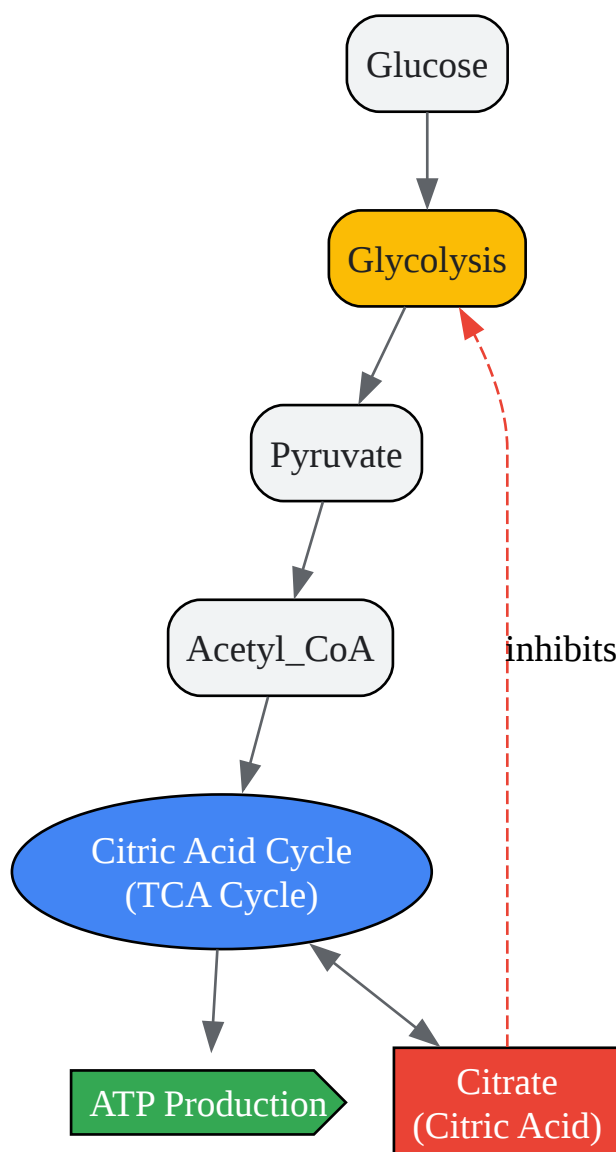 Glucose
Glycolysis
Pyruvate
Acetyl_CoA
inhibits
Citric Acid Cycle
(TCA Cycle)
ATP Production
Citrate
(Citric Acid)